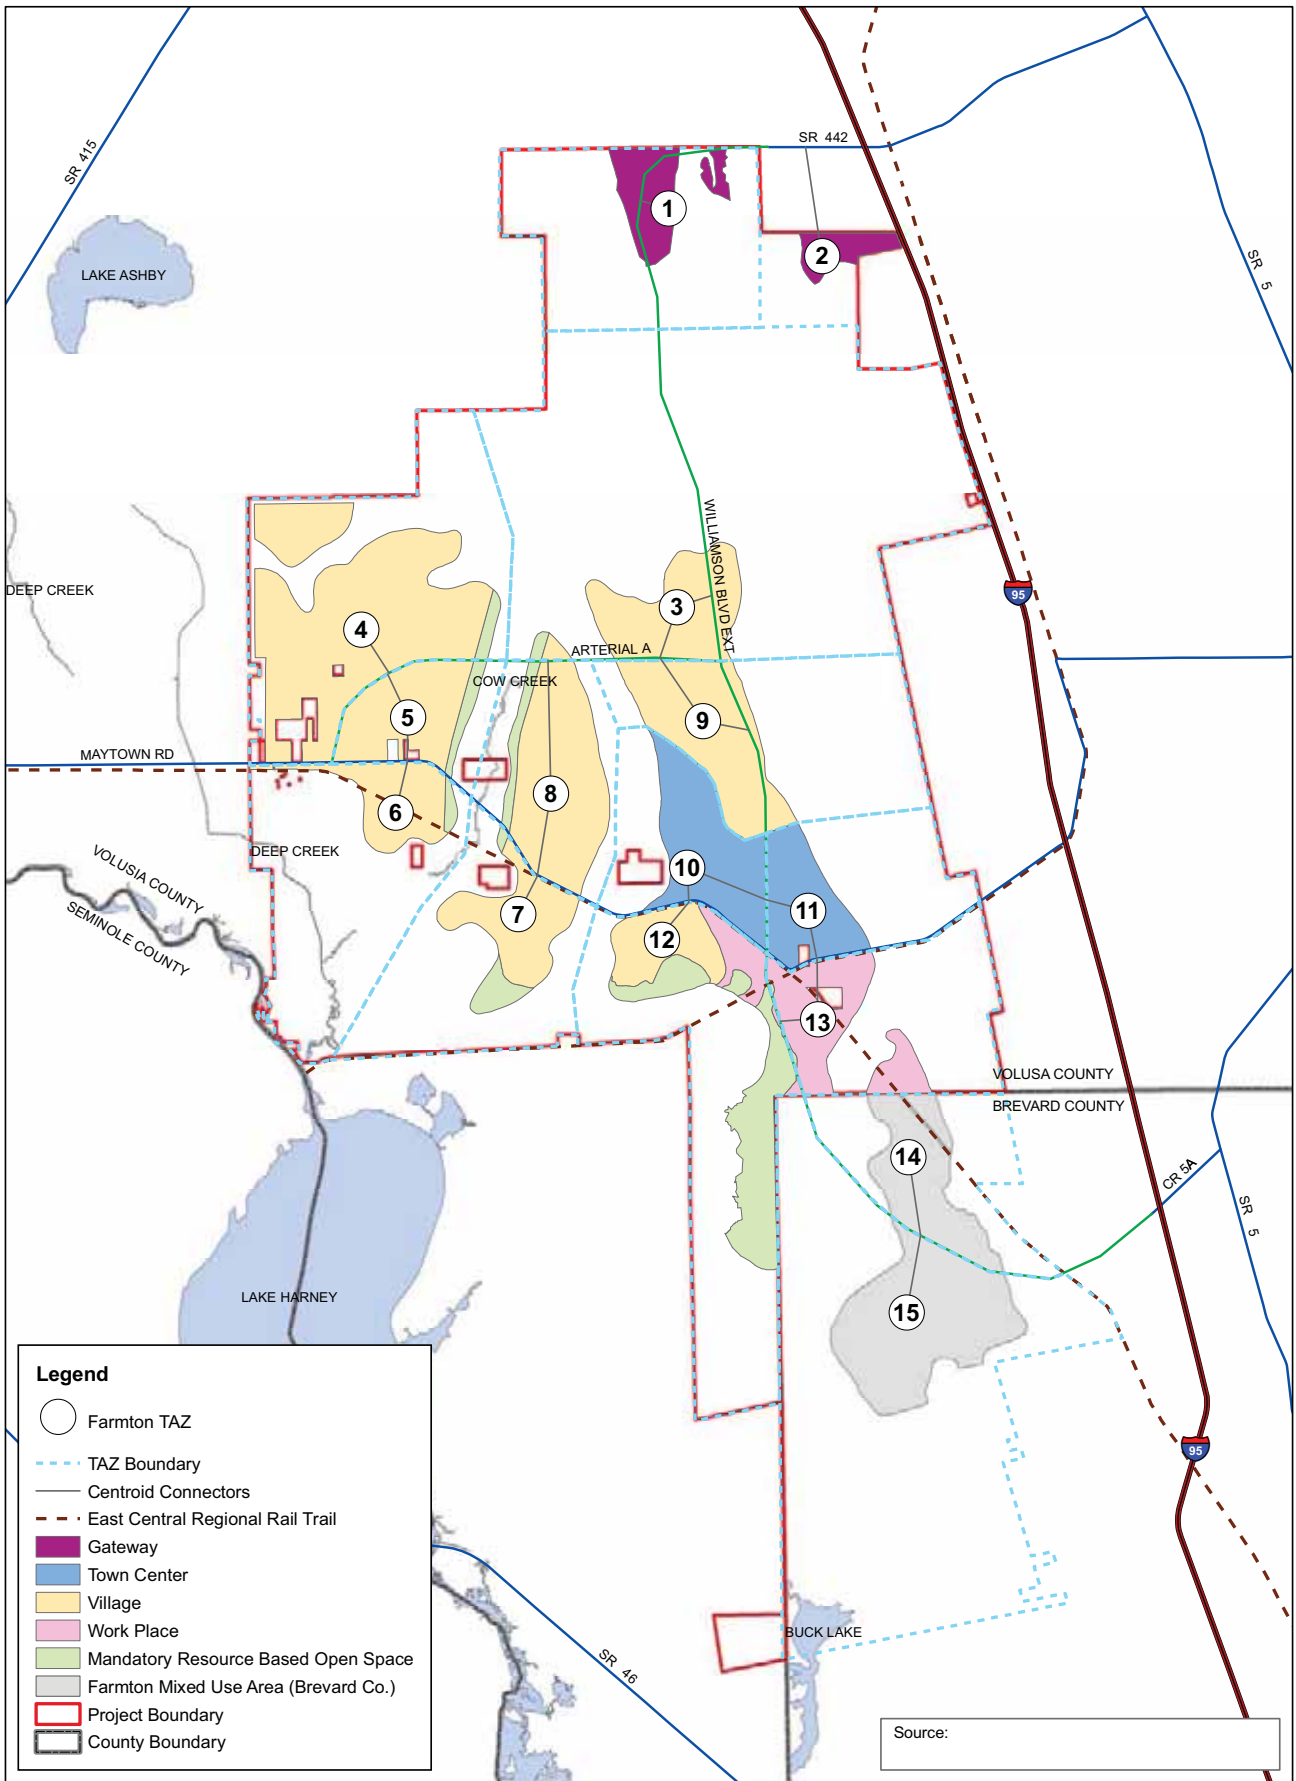 SR 442
SR 415
1
2
LAKE ASHBY
SR 5
WILLIAMSON BLVD EXT
DEEP CREEK
95
3
4
ARTERIAL A
COW CREEK
5
9
MAYTOWN RD
8
6
DEEP CREEK
10
VOLUSIA COUNTY
SEMINOLE COUNTY
7
11
12
13
VOLUSA COUNTY
BREVARD COUNTY
14
CR 5A
SR 5
LAKE HARNEY
15
Legend
Farmton TAZ
TAZ Boundary
Centroid Connectors
East Central Regional Rail Trail
Gateway
Town Center
Village
Work Place
Mandatory Resource Based Open Space
Farmton Mixed Use Area (Brevard Co.)
Project Boundary
County Boundary
95
BUCK LAKE
SR 46
Source: